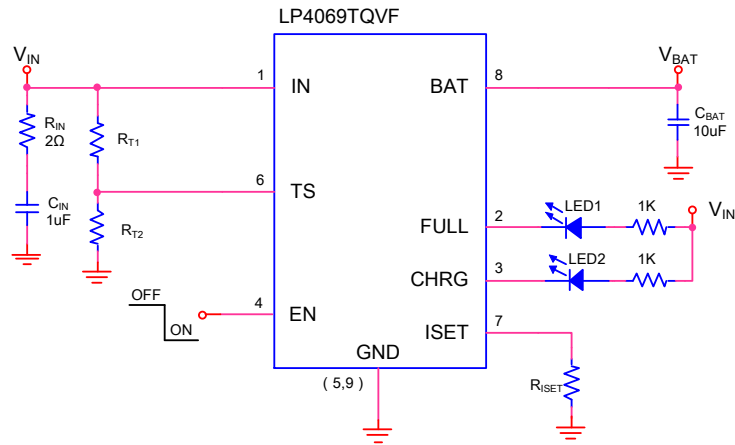 LP4069TQVF
VIN
VBAT
1
IN
BAT
8
RIN
2Ω
RT1
CBAT
10uF
6
TS
CIN
1uF
RT2
FULL
2
LED1
1K
VIN
CHRG
3
LED2
1K
OFF
ON
4
EN
ISET
7
GND
( 5,9 )
RISET